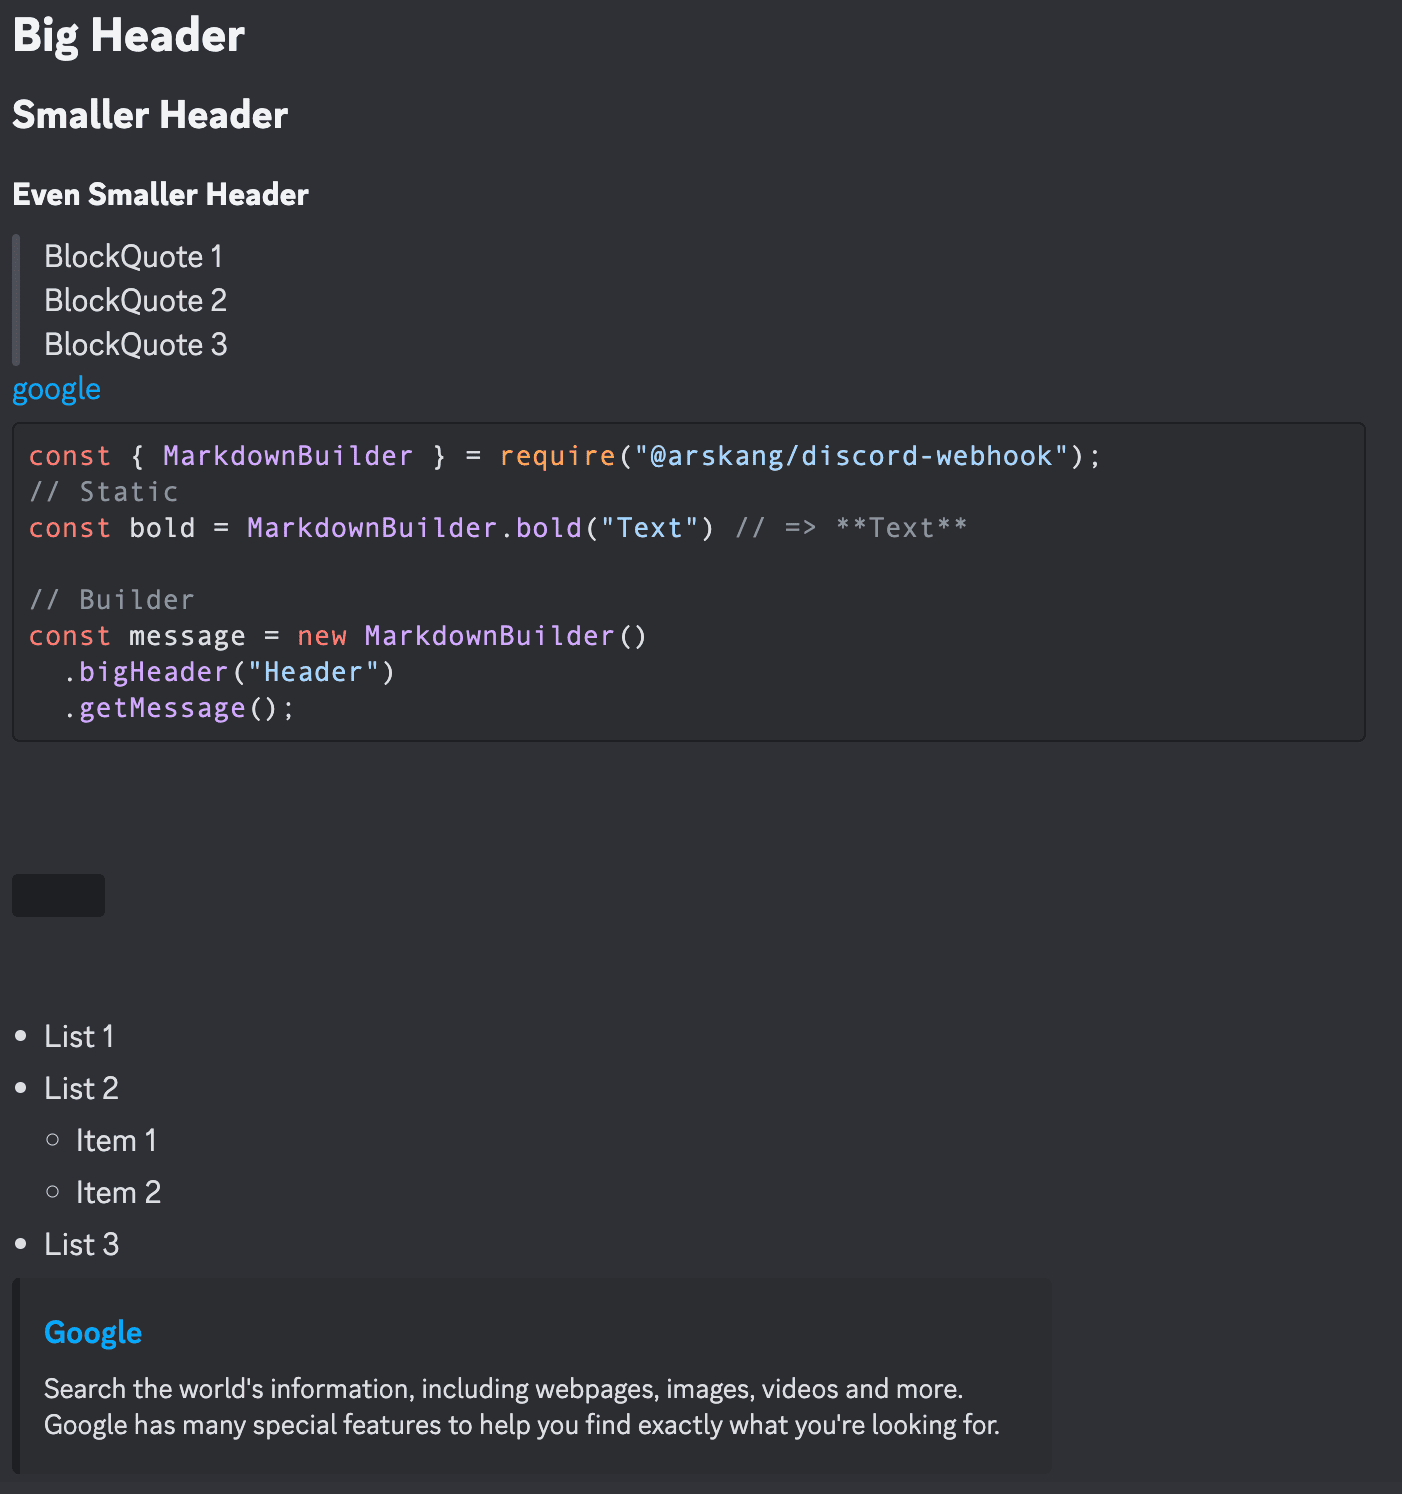 Big Header
Smaller Header
Even Smaller Header
BlockQuote 1
BlockQuote 2
BlockQuote 3
google
const { MarkdownBuilder } = require("@arskang/discord-webhook");
// Static
const bold = MarkdownBuilder.bold("Text") // => **Text**
// Builder
const message = new MarkdownBuilder()
.bigHeader("Header")
.getMessage();
List 1
List 2
Item 1
Item 2
List 3
Google
Search the world's information, including webpages, images, videos and more.
Google has many special features to help you find exactly what you're looking for.